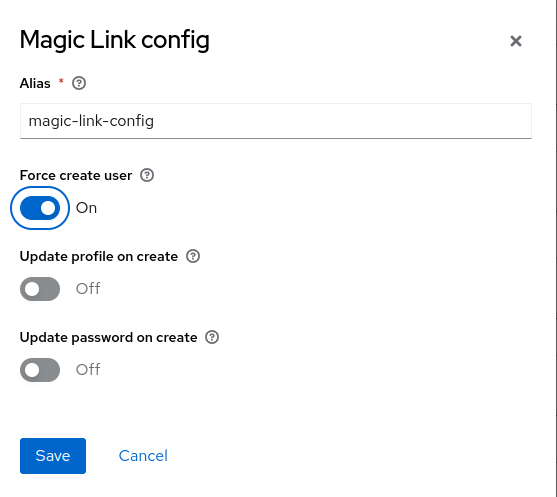 Magic Link config
Alias *
magic-link-config
Force create user
On
Update profile on create
Off
Update password on create
Off
Save Cancel